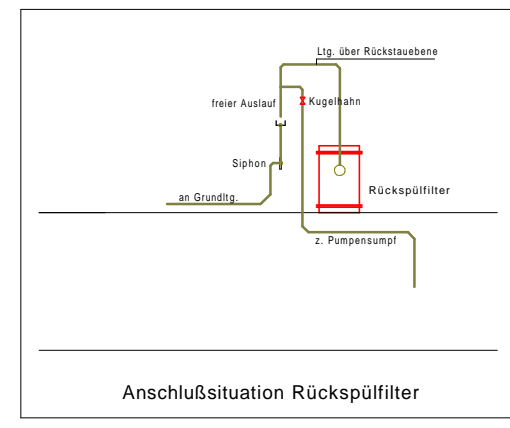 Ltg. über Rückstauebene
freier Auslauf
Kugelhahn
Siphon
Rückspülfilter
an Grundltg.
z. Pumpensumpf
Anschlußsituation Rückspülfilter